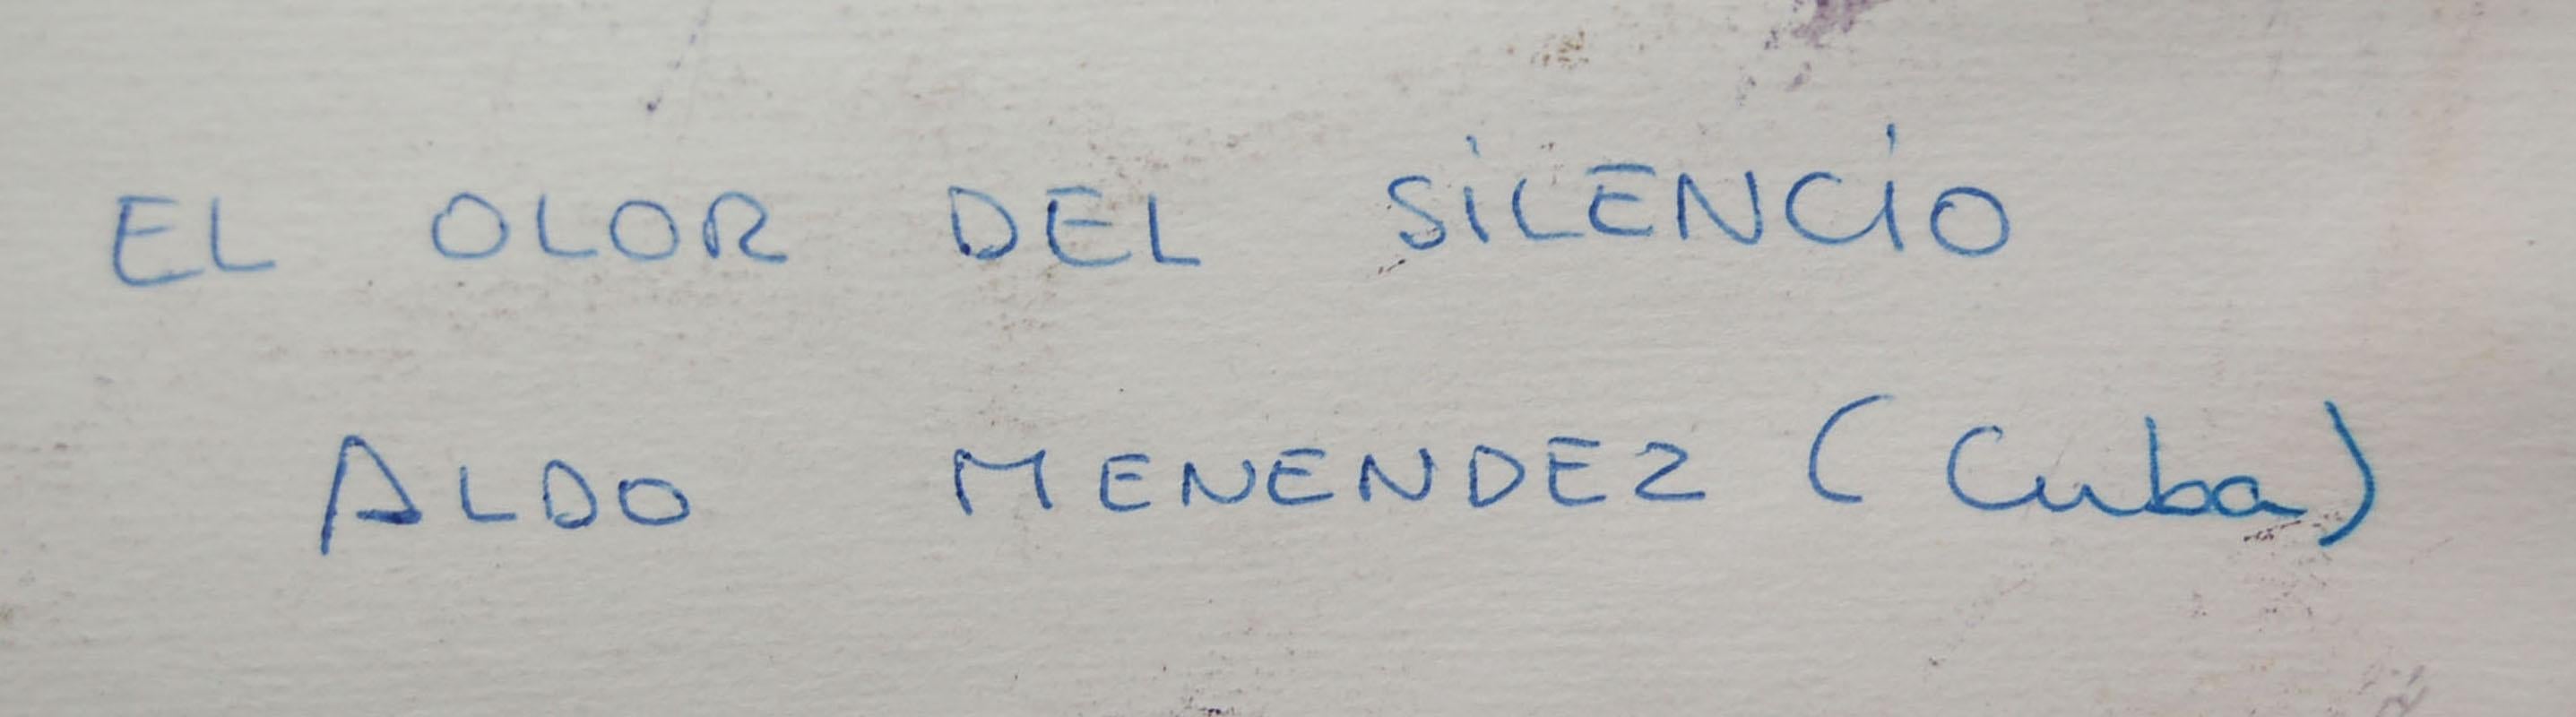 EL OLOR DEL SiLENCiO
ALDO MENENDEZ (Cuba)